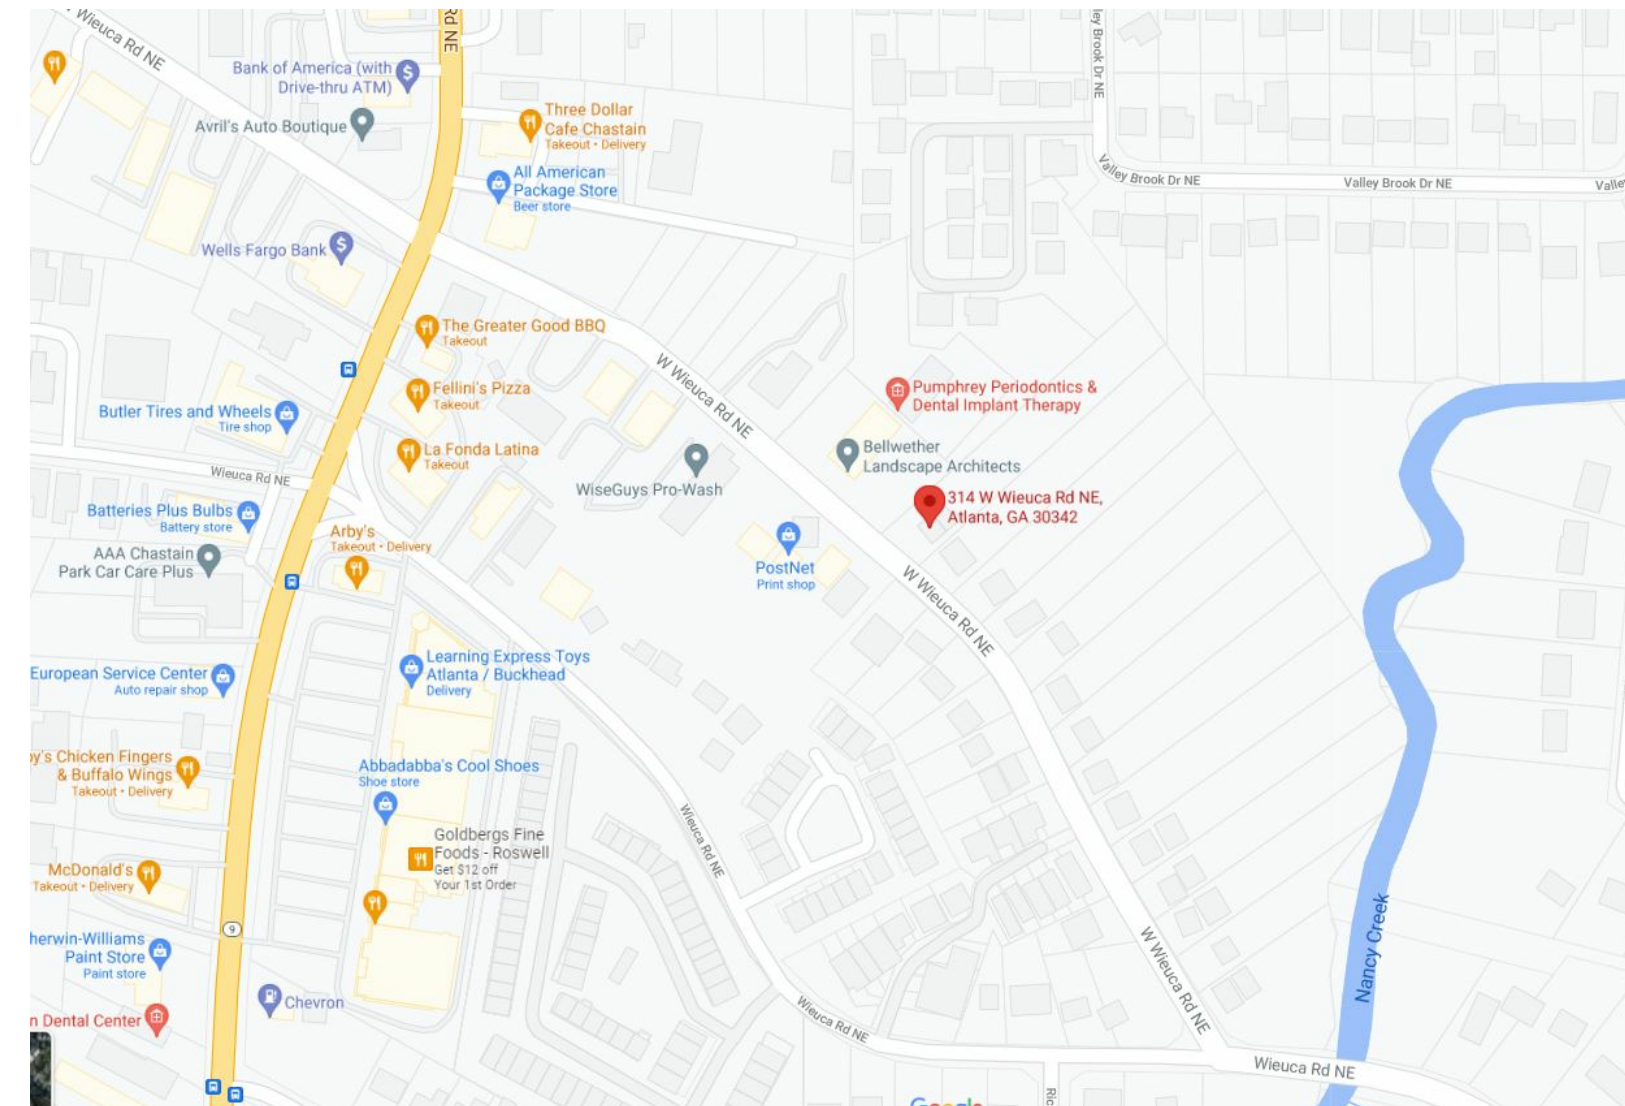 W Wieuca Rd NE
Rd NE
Bank of America (with
Drive-thru ATM)
Avril's Auto Boutique
Three Dollar
Cafe Chastain
Takeout • Delivery
All American
Package Store
Beer store
ley Brook Dr NE
Valley Brook Dr NE
Valley Brook Dr NE
Valle
Wells Fargo Bank
The Greater Good BBQ
Takeout
W Wieuca Rd NE
Fellini's Pizza
Takeout
Pumphrey Periodontics &
Dental Implant Therapy
Butler Tires and Wheels
Tire shop
La Fonda Latina
Takeout
Bellwether
Landscape Architects
Wieuca Rd NE
WiseGuys Pro-Wash
314 W Wieuca Rd NE,
Atlanta, GA 30342
Batteries Plus Bulbs
Battery store
Arby's
Takeout • Delivery
AAA Chastain
Park Car Care Plus
PostNet
Print shop
W Wieuca Rd NE
European Service Center
Auto repair shop
Learning Express Toys
Atlanta / Buckhead
Delivery
y's Chicken Fingers
& Buffalo Wings
Takeout • Delivery
Abbadabba's Cool Shoes
Shoe store
Wieuca Rd NE
Goldbergs Fine
Foods - Roswell
Get $12 off
Your 1st Order
McDonald's
Takeout • Delivery
9
herwin-Williams
Paint Store
Paint store
Nancy Creek
W Wieuca Rd NE
Chevron
n Dental Center
Wieuca Rd NE
Wieuca Rd NE
Ric
Google